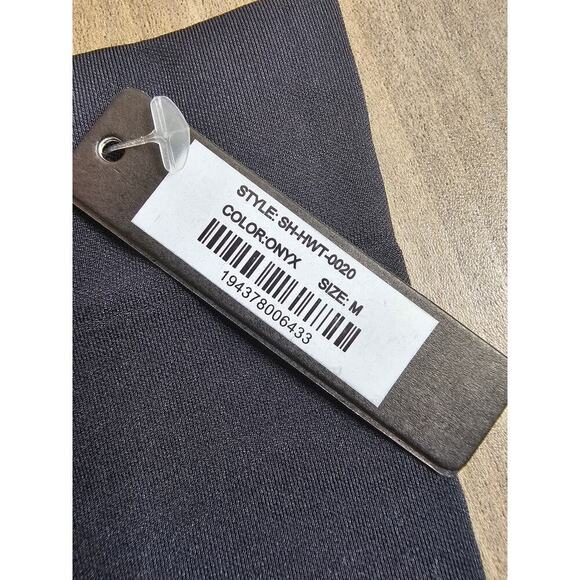 STYLE: SH-HWT-0020
COLOR:ONYX SIZE: M
194378006433